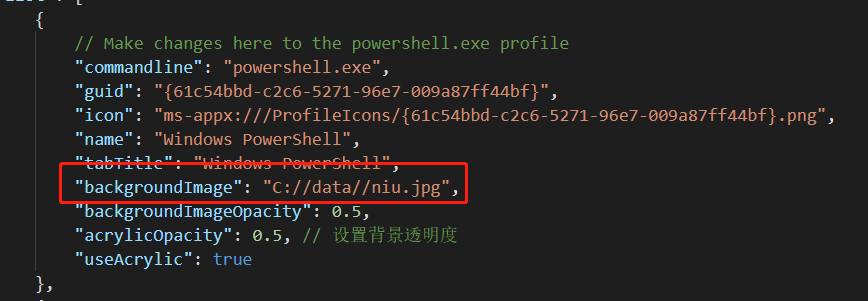 {
// Make changes here to the powershell.exe profile
"commandline": "powershell.exe",
"guid": "{61c54bbd-c2c6-5271-96e7-009a87ff44bf}",
"icon": "ms-appx:///ProfileIcons/{61c54bbd-c2c6-5271-96e7-009a87ff44bf}.png",
"name": "Windows PowerShell",
"tabTitle": "Windows PowerShell",
"backgroundImage": "C://data//niu.jpg",
"backgroundImageOpacity": 0.5,
"acrylicOpacity": 0.5, // 设置背景透明度
"useAcrylic": true
},